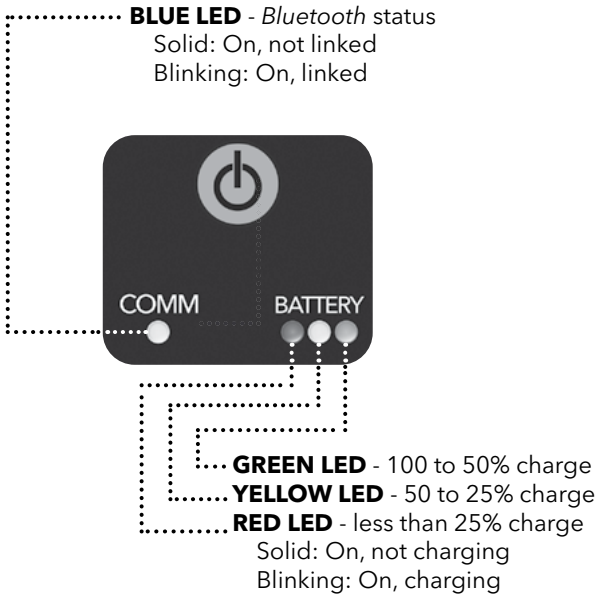 BLUE LED - Bluetooth status
Solid: On, not linked
Blinking: On, linked
COMM BATTERY
GREEN LED - 100 to 50% charge
YELLOW LED - 50 to 25% charge
RED LED - less than 25% charge
Solid: On, not charging
Blinking: On, charging